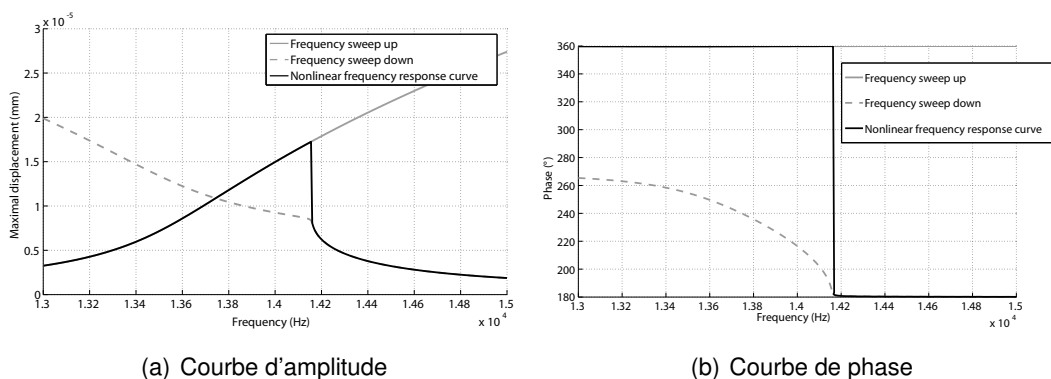 x 10 -5
3
2.5
2
1.5
1
0.5
0
Maximal displacement (mm)
Frequency sweep up
Frequency sweep down
Nonlinear frequency response curve
1.3 1.32 1.34 1.36 1.38 1.4 1.42 1.44 1.46 1.48 1.5
Frequency (Hz)
x 10 4
(a) Courbe d'amplitude
360
340
320
300
280
260
240
220
200
180
Phase (°)
Frequency sweep up
Frequency sweep down
Nonlinear frequency response curve
1.3 1.32 1.34 1.36 1.38 1.4 1.42 1.44 1.46 1.48 1.5
Frequency (Hz)
x 10 4
(b) Courbe de phase